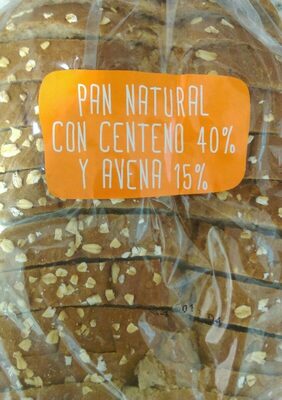 PAN NATURAL
CON CENTENO 40%
Y AVENA 15%